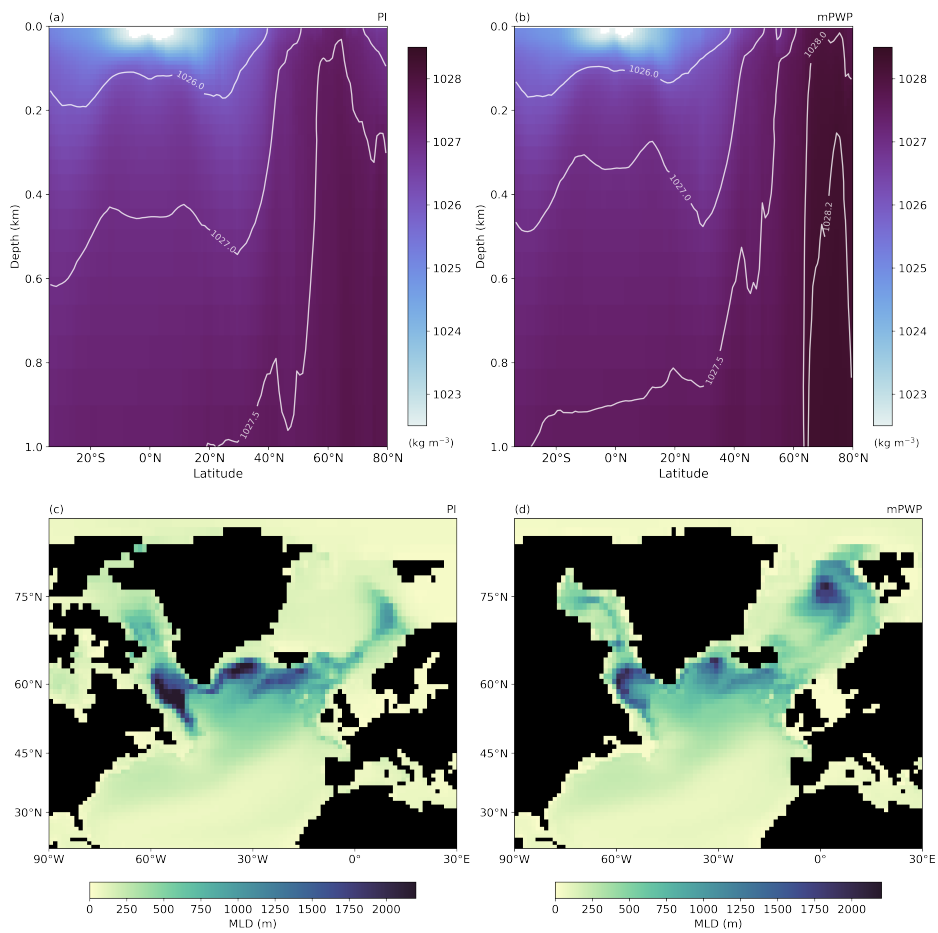 (a) PI
0.0
0.2
0.4
0.6
0.8
1.0
Depth (km)
1026.0
1027.0
1027.5
20°S 0°N 20°N 40°N 60°N 80°N
Latitude
1028
1027
1026
1025
1024
1023
(kg m⁻³)
(b) mPWP
0.0
0.2
0.4
0.6
0.8
1.0
Depth (km)
1028.0
1026.0
1027.0
1028.2
1027.5
20°S 0°N 20°N 40°N 60°N 80°N
Latitude
1028
1027
1026
1025
1024
1023
(kg m⁻³)
(c) PI
75°N
60°N
45°N
30°N
90°W 60°W 30°W 0° 30°E
0 250 500 750 1000 1250 1500 1750 2000
MLD (m)
(d) mPWP
75°N
60°N
45°N
30°N
90°W 60°W 30°W 0° 30°E
0 250 500 750 1000 1250 1500 1750 2000
MLD (m)